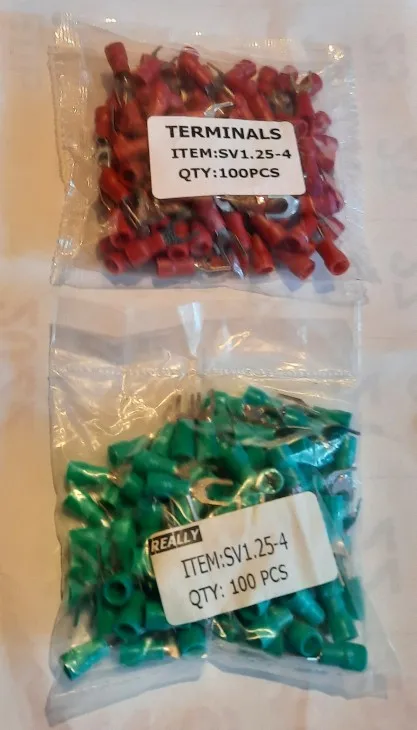 TERMINALS
ITEM:SV1.25-4
QTY:100PCS
REALLY
ITEM:SV1.25-4
QTY: 100 PCS